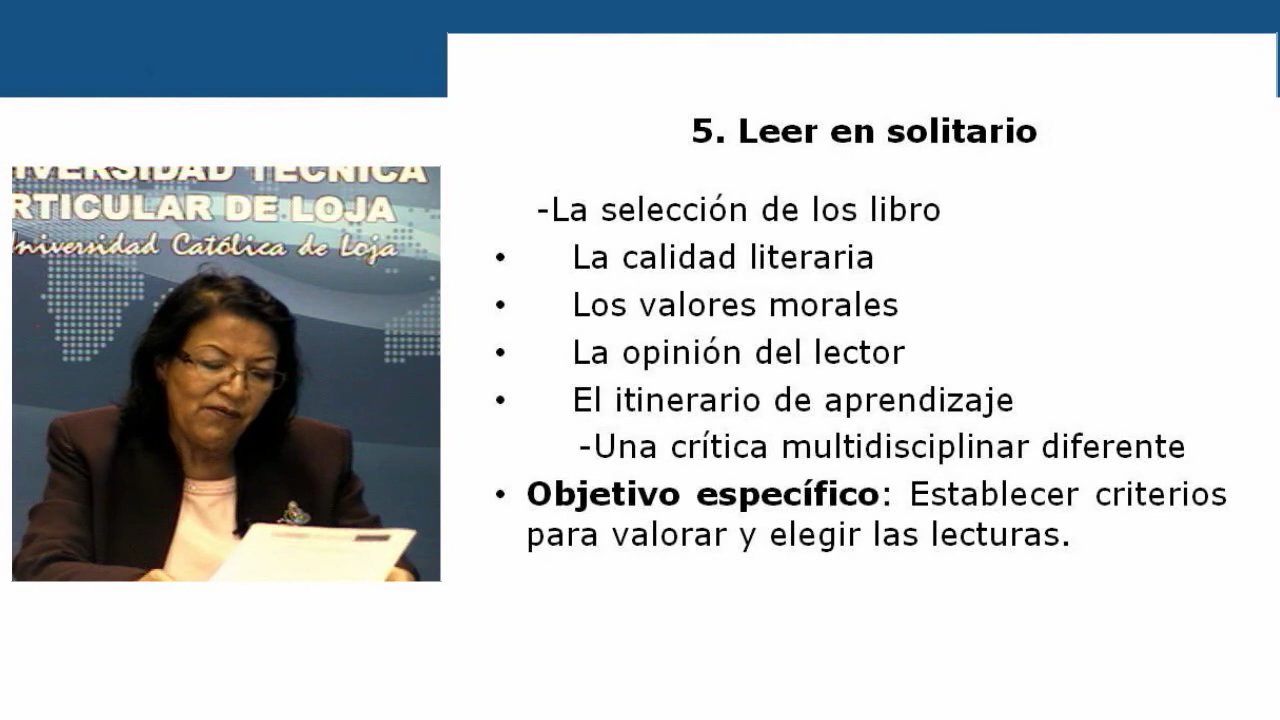 5. Leer en solitario
-La selección de los libro
• La calidad literaria
• Los valores morales
• La opinión del lector
• El itinerario de aprendizaje
-Una crítica multidisciplinar diferente
• Objetivo específico: Establecer criterios
para valorar y elegir las lecturas.
IVERSIDAD TÉCNICA
RTICULAR DE LOJA
niversidad Católica de Loja